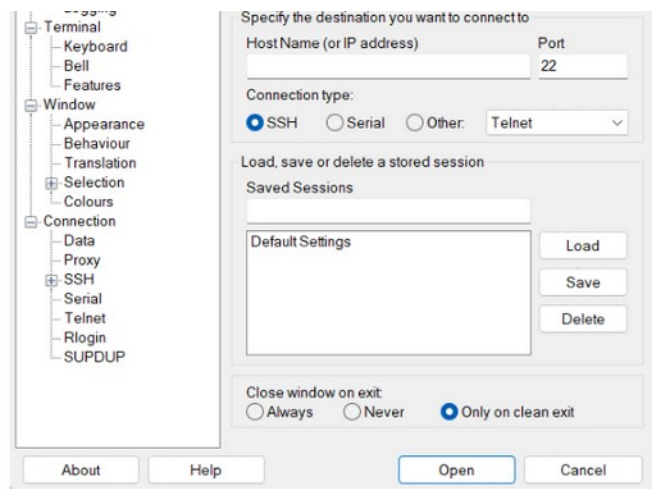 Logging
Terminal
Keyboard
Bell
Features
Window
Appearance
Behaviour
Translation
Selection
Colours
Connection
Data
Proxy
SSH
Serial
Telnet
Rlogin
SUPDUP
Specify the destination you want to connect to
Host Name (or IP address) Port
22
Connection type:
SSH Serial Other: Telnet
Load, save or delete a stored session
Saved Sessions
Default Settings
Load
Save
Delete
Close window on exit:
Always Never Only on clean exit
About Help Open Cancel